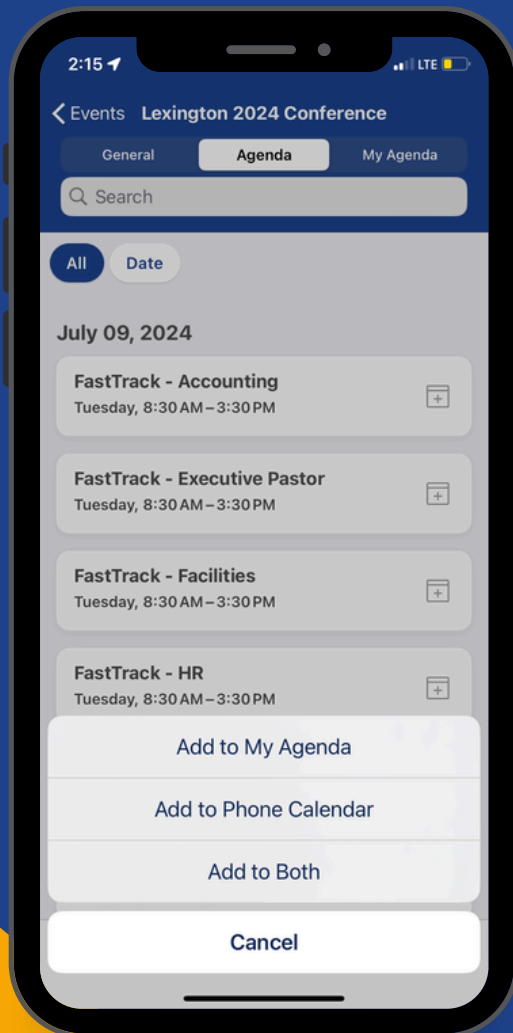 2:15 LTE
Events Lexington 2024 Conference
General Agenda My Agenda
Search
All Date
July 09, 2024
FastTrack - Accounting
Tuesday, 8:30 AM – 3:30 PM
FastTrack - Executive Pastor
Tuesday, 8:30 AM – 3:30 PM
FastTrack - Facilities
Tuesday, 8:30 AM – 3:30 PM
FastTrack - HR
Tuesday, 8:30 AM – 3:30 PM
Add to My Agenda
Add to Phone Calendar
Add to Both
Cancel